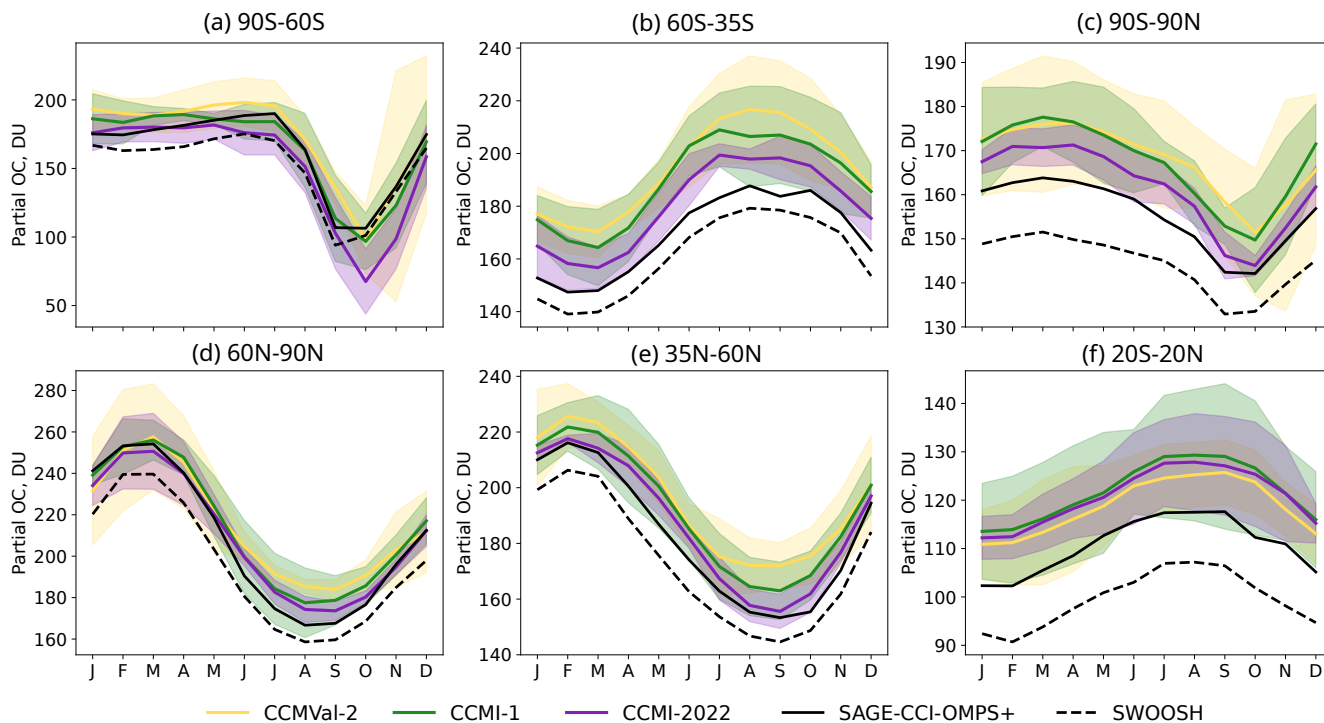 (a) 90S-60S
(b) 60S-35S
(c) 90S-90N
Partial OC, DU
200
150
100
50
Partial OC, DU
240
220
200
180
160
140
Partial OC, DU
190
180
170
160
150
140
130
(d) 60N-90N
(e) 35N-60N
(f) 20S-20N
Partial OC, DU
280
260
240
220
200
180
160
J F M A M J J A S O N D
Partial OC, DU
240
220
200
180
160
140
J F M A M J J A S O N D
Partial OC, DU
140
130
120
110
100
90
J F M A M J J A S O N D
CCMVal-2 CCMI-1 CCMI-2022 SAGE-CCI-OMPS+ SWOOSH